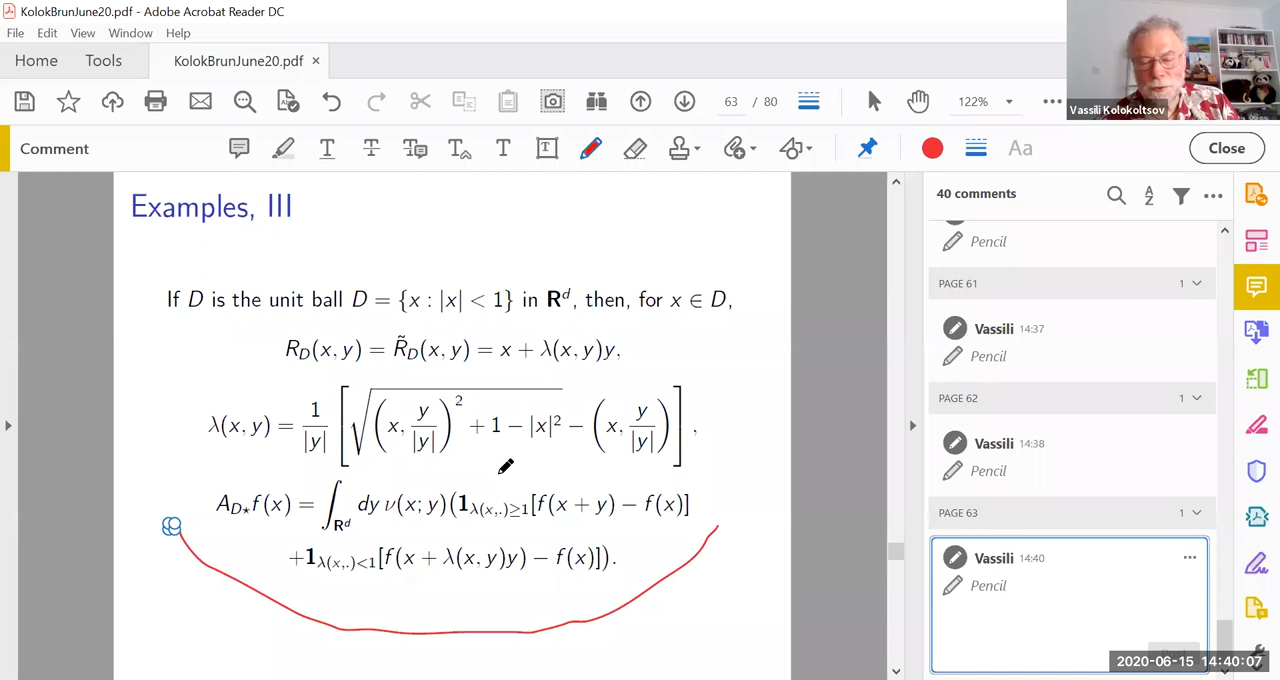 KolokBrunJune20.pdf - Adobe Acrobat Reader DC
File Edit View Window Help
Home Tools KolokBrunJune20.pdf ×
63 / 80 122%
Vassili Kolokoltsov
Comment Aa Close
Examples, III
If D is the unit ball D = {x : |x| < 1} in R^d, then, for x ∈ D,
R_D(x, y) = R̃_D(x, y) = x + λ(x, y)y,
λ(x, y) = 1/|y| [√((x, y/|y|)^2 + 1 − |x|^2) − (x, y/|y|)],
A_{D⋆}f(x) = ∫_{R^d} dy ν(x; y)(1_{λ(x,.)≥1}[f(x + y) − f(x)]
+1_{λ(x,.)<1}[f(x + λ(x, y)y) − f(x)]).
40 comments
Pencil
PAGE 61 1
Vassili 14:37
Pencil
PAGE 62 1
Vassili 14:38
Pencil
PAGE 63 1
Vassili 14:40
Pencil
2020-06-15 14:40:07